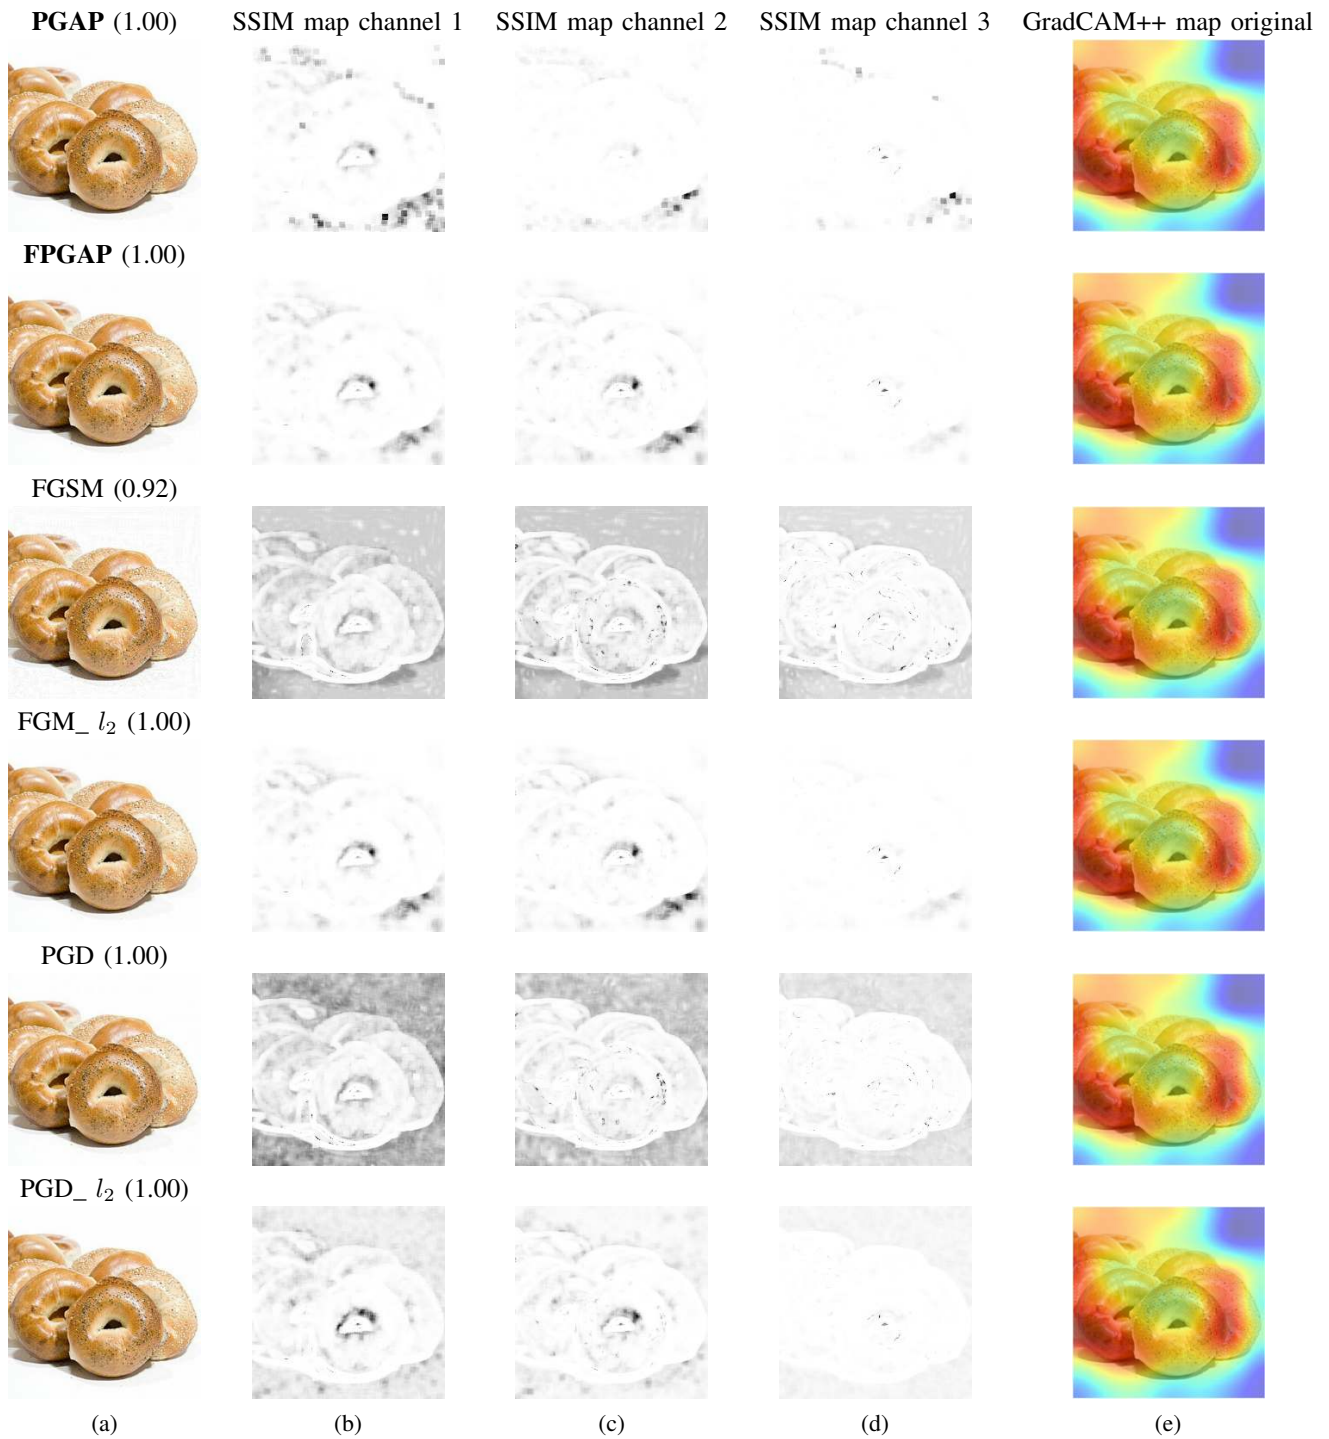 PGAP (1.00) SSIM map channel 1 SSIM map channel 2 SSIM map channel 3 GradCAM++ map original
FPGAP (1.00)
FGSM (0.92)
FGM_ l₂ (1.00)
PGD (1.00)
PGD_ l₂ (1.00)
(a) (b) (c) (d) (e)